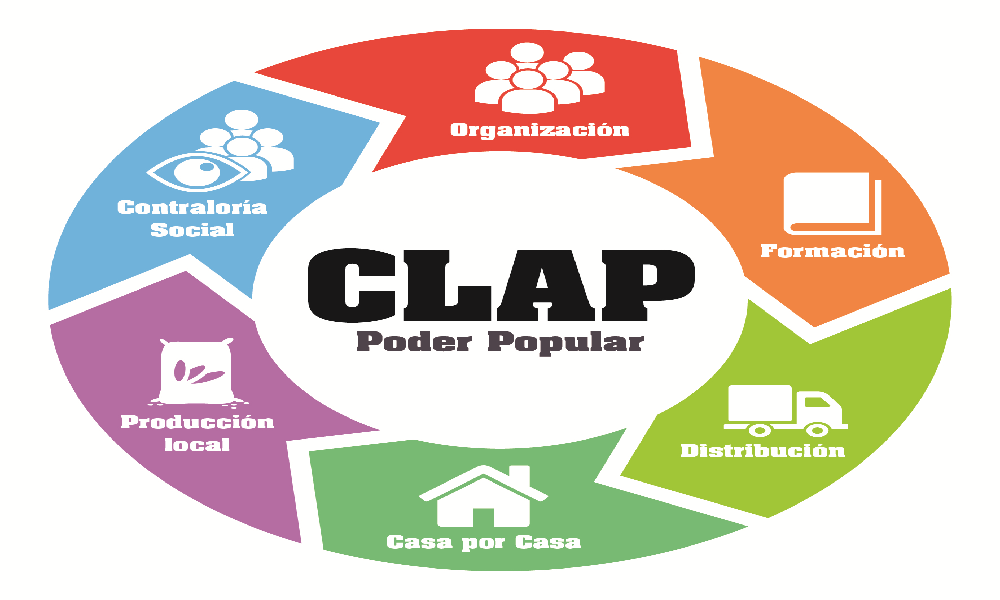 Organización
Formación
Distribución
Casa por Casa
Producción
local
Contraloría
Social
CLAP
Poder Popular